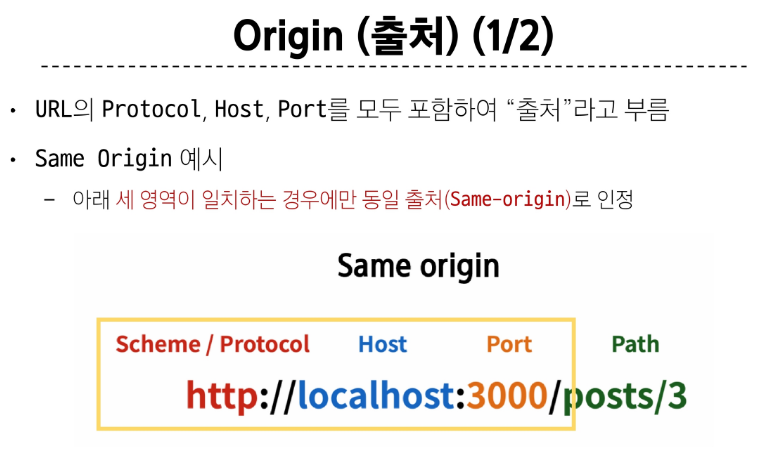 Origin (출처) (1/2)
• URL의 Protocol, Host, Port를 모두 포함하여 “출처”라고 부름
• Same Origin 예시
– 아래 세 영역이 일치하는 경우에만 동일 출처(Same-origin)로 인정
Same origin
Scheme / Protocol Host Port Path
http://localhost:3000/posts/3